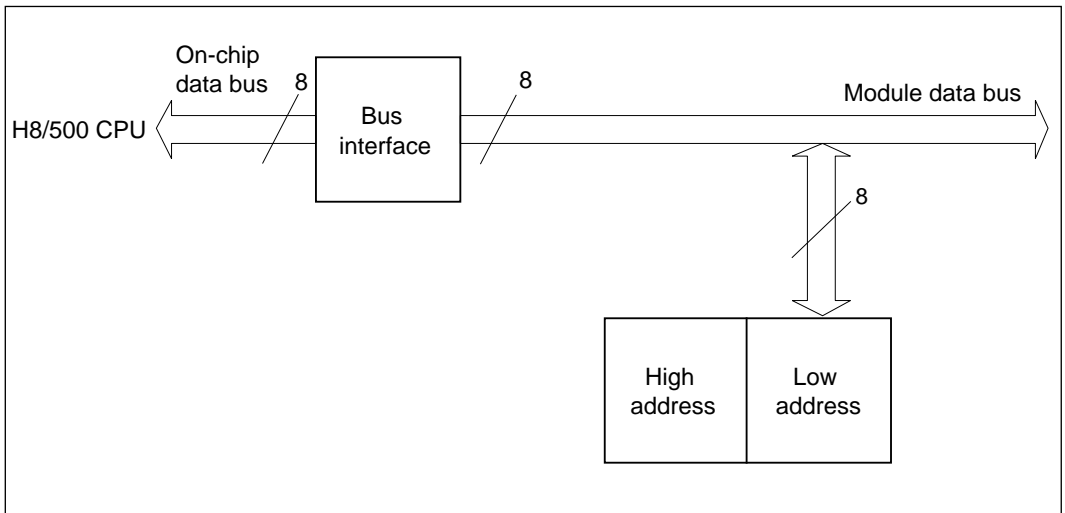 On-chip
data bus
8
8
Bus
interface
Module data bus
H8/500 CPU
8
High
address
Low
address